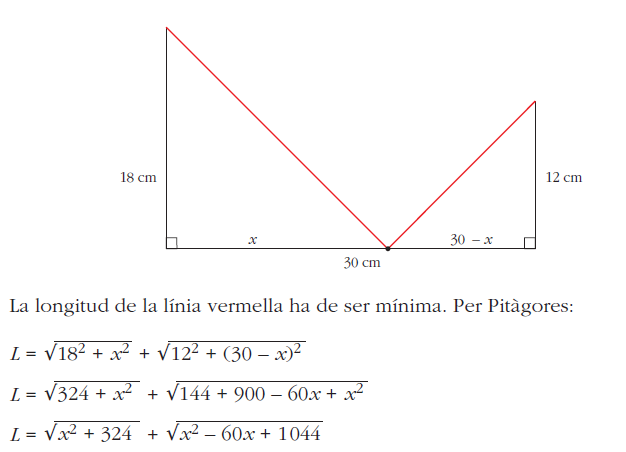 18 cm
12 cm
x
30 – x
30 cm
La longitud de la línia vermella ha de ser mínima. Per Pitàgores:
L = √18² + x² + √12² + (30 – x)²
L = √324 + x² + √144 + 900 – 60x + x²
L = √x² + 324 + √x² – 60x + 1044